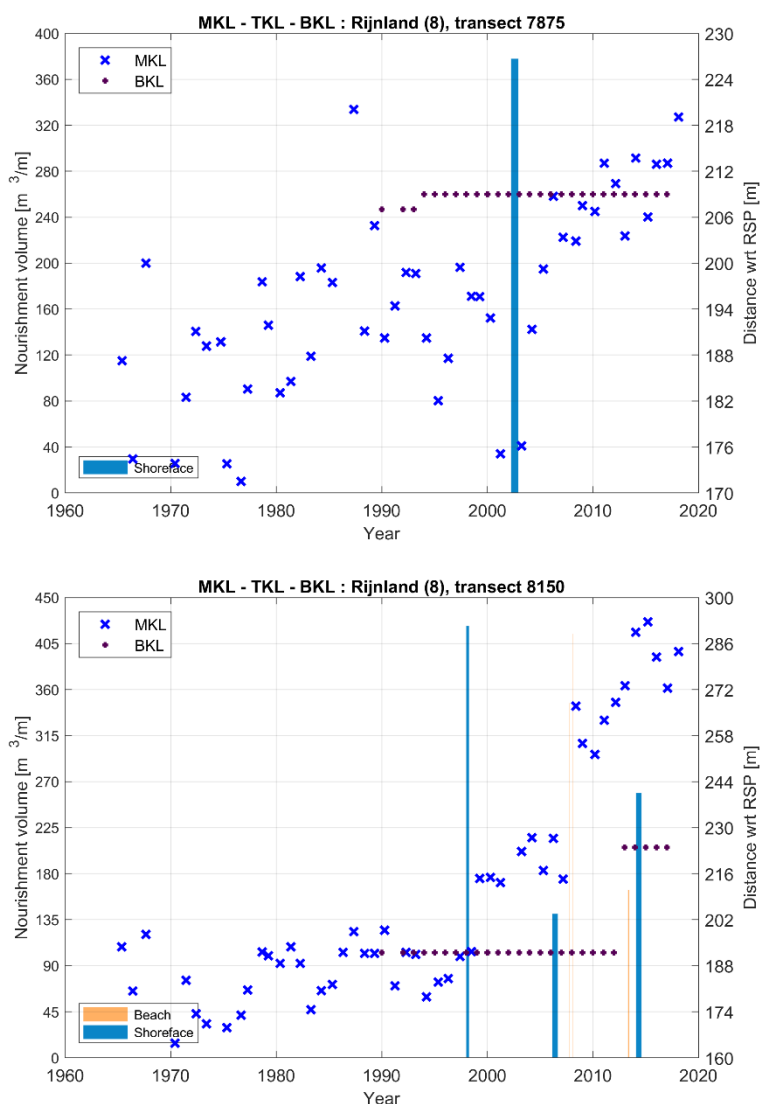 MKL - TKL - BKL : Rijnland (8), transect 7875
400
360
320
280
240
200
160
120
80
40
0
Nourishment volume [m ³/m]
MKL
BKL
Shoreface
230
224
218
212
206
200
194
188
182
176
170
Distance wrt RSP [m]
1960 1970 1980 1990 2000 2010 2020
Year
MKL - TKL - BKL : Rijnland (8), transect 8150
450
405
360
315
270
225
180
135
90
45
0
Nourishment volume [m ³/m]
MKL
BKL
Beach
Shoreface
300
286
272
258
244
230
216
202
188
174
160
Distance wrt RSP [m]
1960 1970 1980 1990 2000 2010 2020
Year